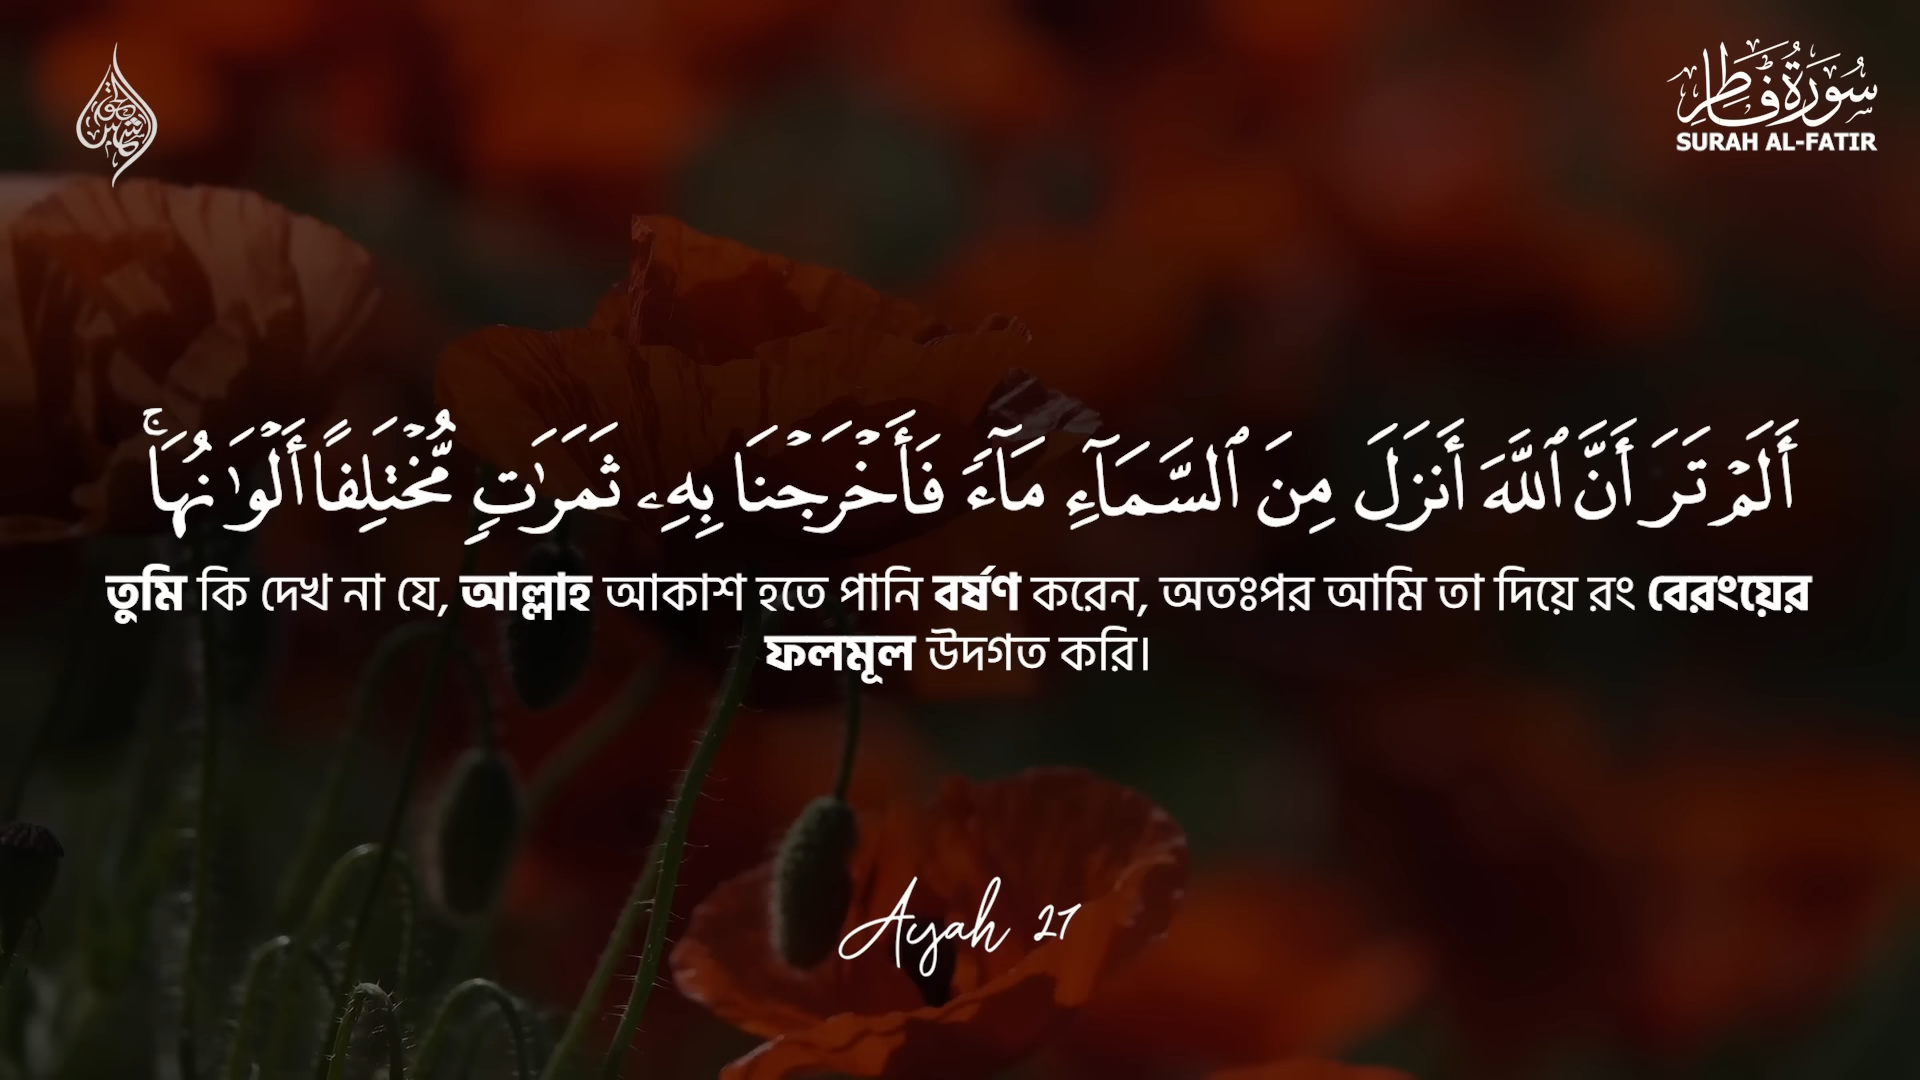 سُورَةُ فَاطِر
SURAH AL-FATIR
أَلَمْ تَرَ أَنَّ ٱللَّهَ أَنزَلَ مِنَ ٱلسَّمَآءِ مَآءً فَأَخْرَجْنَا بِهِۦ ثَمَرَٰتٍ مُّخْتَلِفًا أَلْوَٰنُهَا ۚ
তুমি কি দেখ না যে, আল্লাহ আকাশ হতে পানি বর্ষণ করেন, অতঃপর আমি তা দিয়ে রং বেরংয়ের
ফলমূল উদগত করি।
Ayah 27